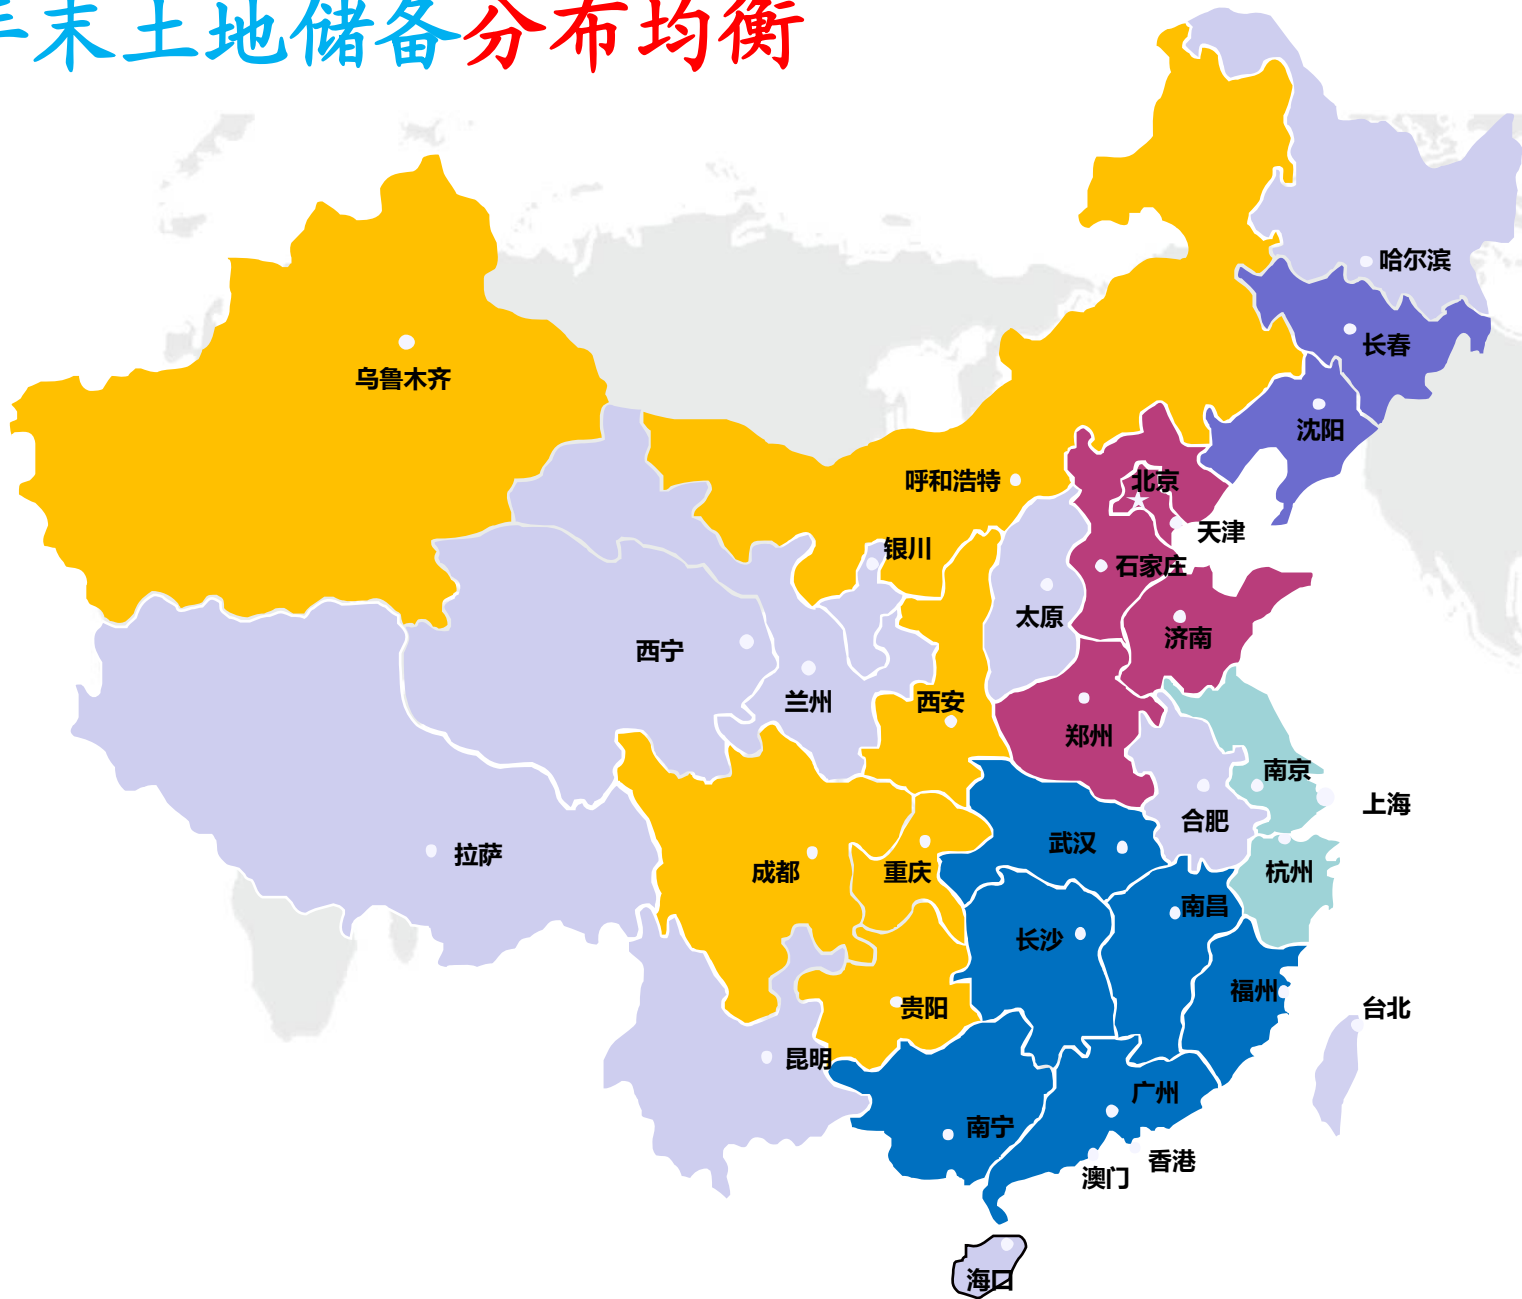 年末土地储备分布均衡
哈尔滨
长春
乌鲁木齐
沈阳
呼和浩特
北京
天津
银川
石家庄
太原
济南
西宁
兰州
西安
郑州
南京
上海
合肥
武汉
拉萨
成都
重庆
杭州
南昌
长沙
福州
贵阳
台北
昆明
广州
南宁
香港
澳门
海口